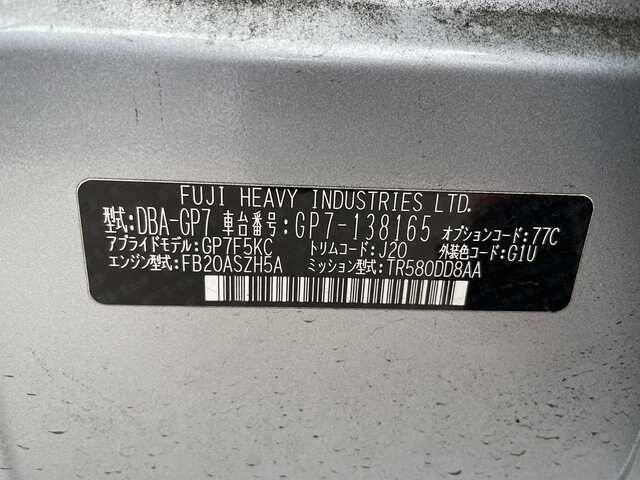 FUJI HEAVY INDUSTRIES LTD.
型式:DBA-GP7 車台番号:GP7-138165 オプションコード:77C
アプライドモデル:GP7F5KC トリムコード:J20 外装色コード:G1U
エンジン型式:FB20ASZH5A ミッション型式:TR580DD8AA